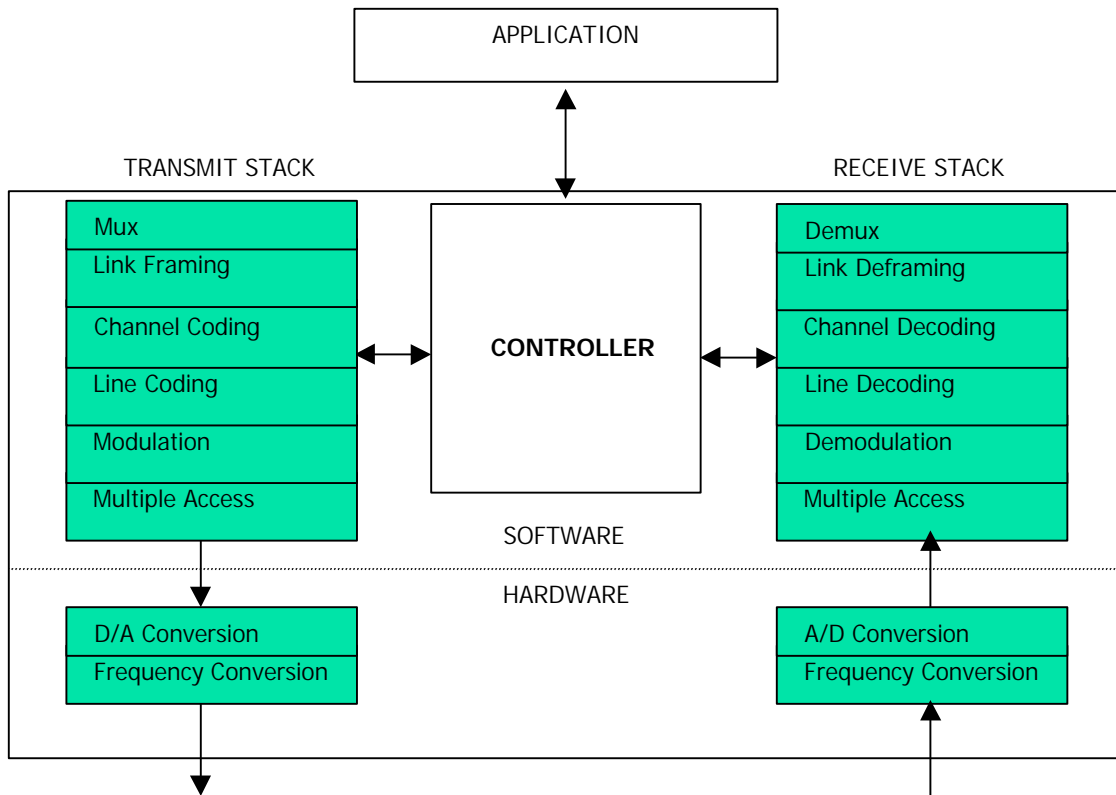 APPLICATION
TRANSMIT STACK
RECEIVE STACK
Mux
Link Framing
Channel Coding
Line Coding
Modulation
Multiple Access
CONTROLLER
Demux
Link Deframing
Channel Decoding
Line Decoding
Demodulation
Multiple Access
SOFTWARE
HARDWARE
D/A Conversion
Frequency Conversion
A/D Conversion
Frequency Conversion